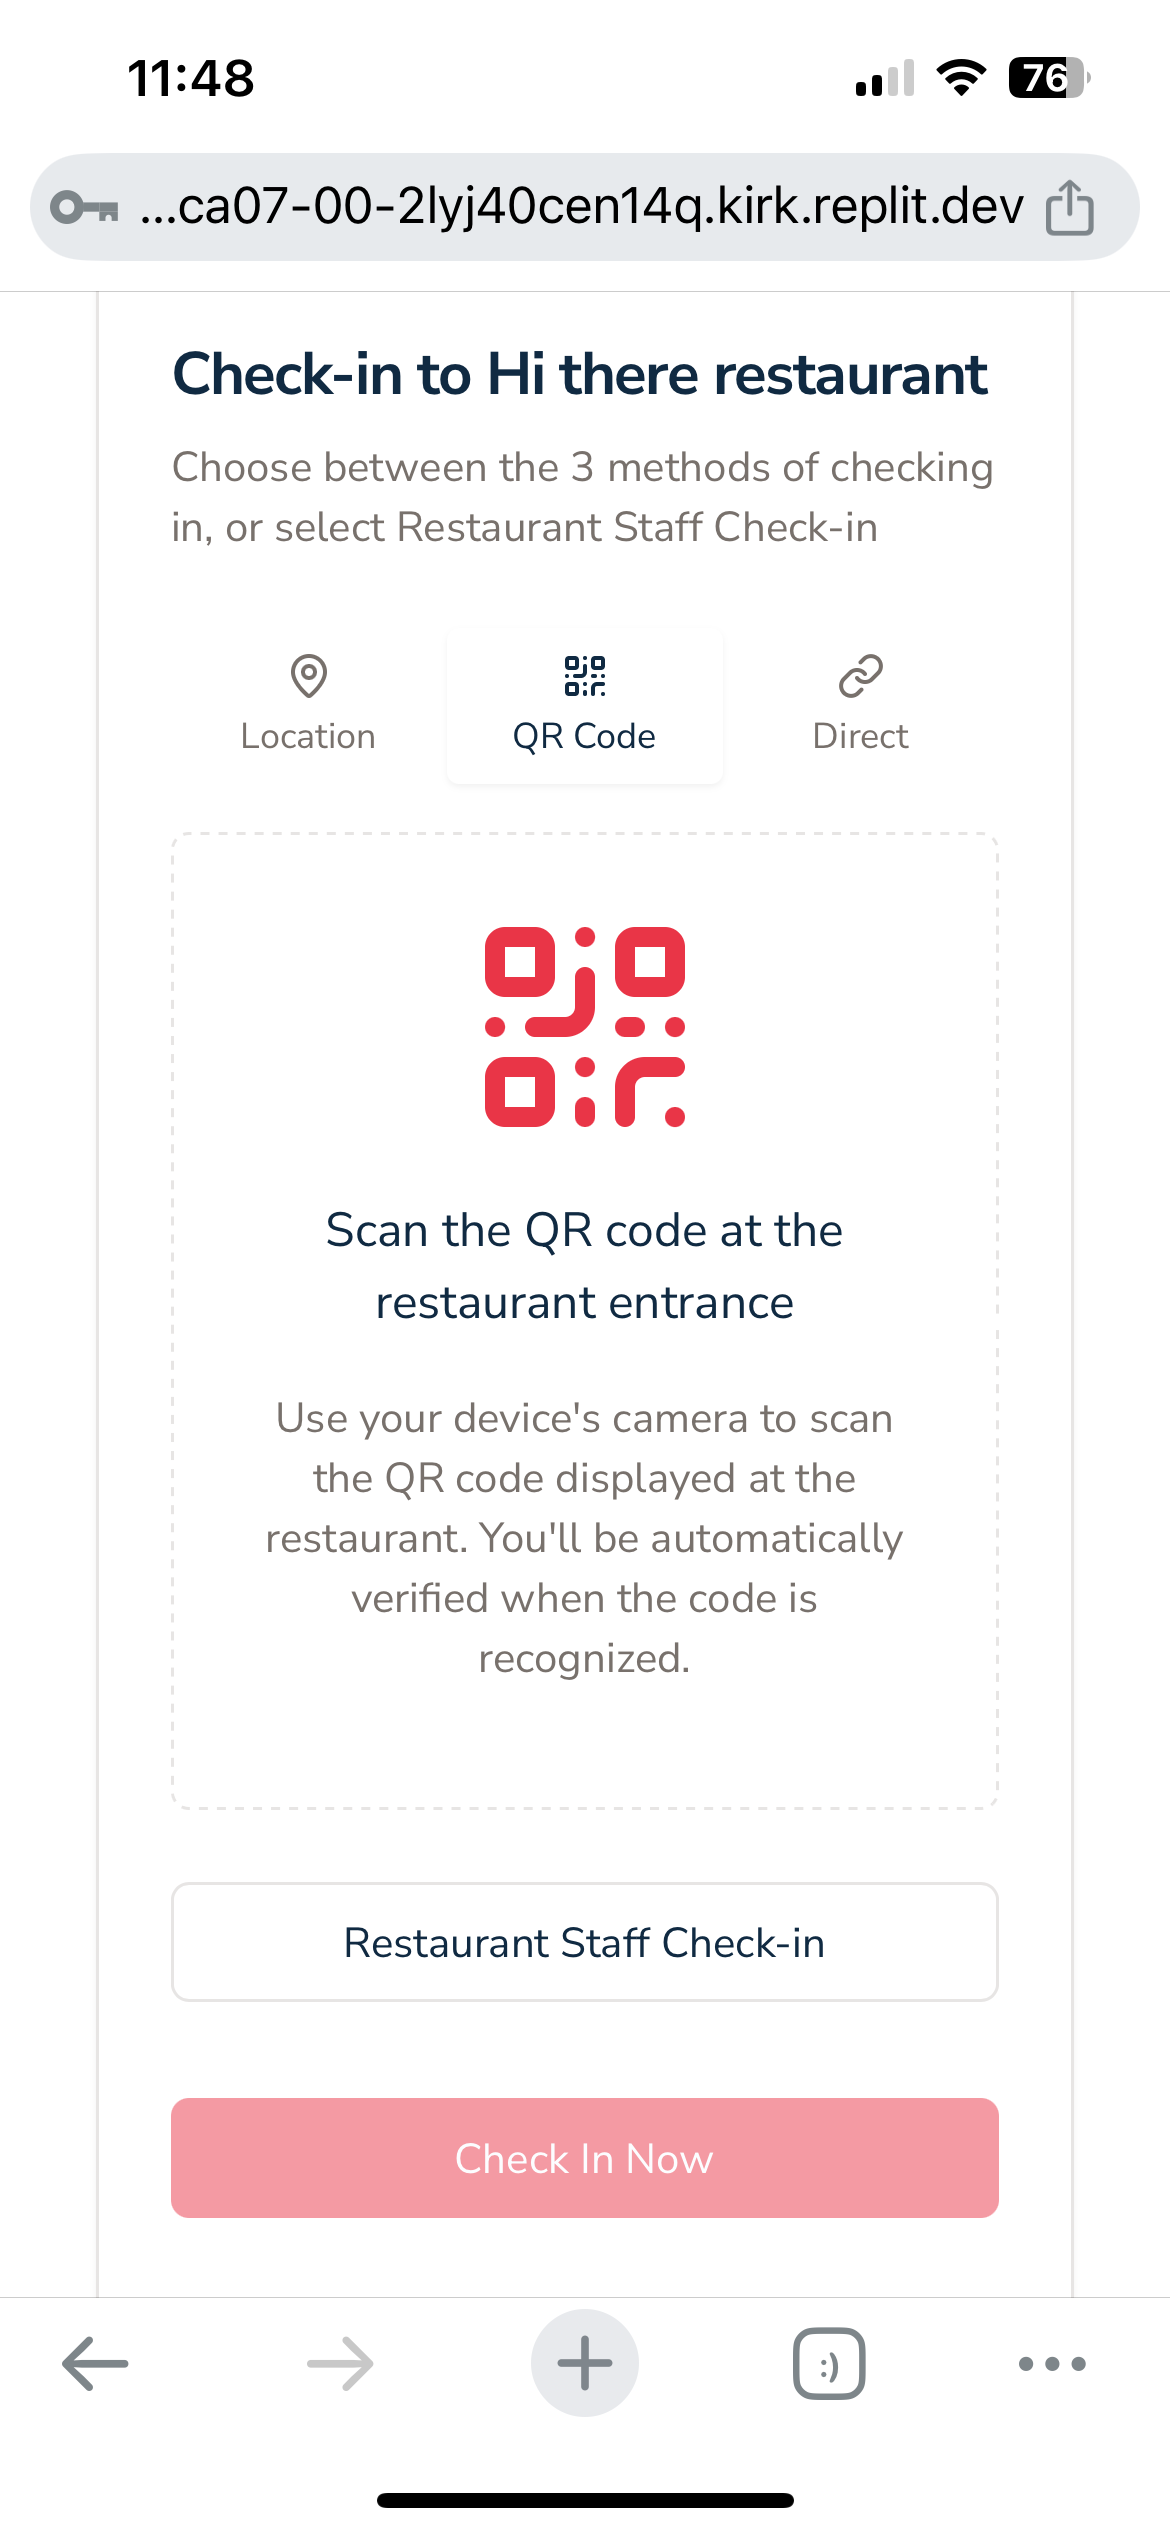 11:48
76
...ca07-00-2lyj40cen14q.kirk.replit.dev
Check-in to Hi there restaurant
Choose between the 3 methods of checking
in, or select Restaurant Staff Check-in
Location
QR Code
Direct
Scan the QR code at the
restaurant entrance
Use your device's camera to scan
the QR code displayed at the
restaurant. You'll be automatically
verified when the code is
recognized.
Restaurant Staff Check-in
Check In Now
:)